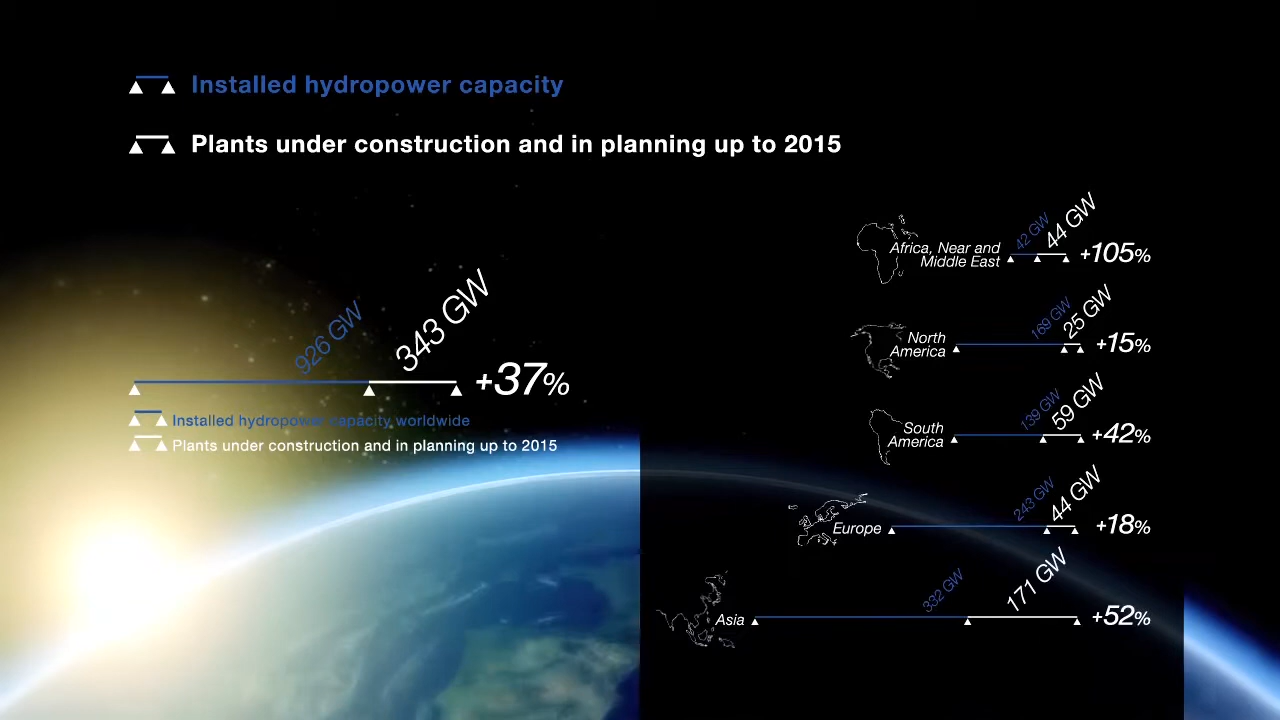 Installed hydropower capacity
Plants under construction and in planning up to 2015
926 GW
343 GW
+37%
Installed hydropower capacity worldwide
Plants under construction and in planning up to 2015
Africa, Near and
Middle East
42 GW
44 GW
+105%
North
America
169 GW
25 GW
+15%
South
America
139 GW
59 GW
+42%
Europe
243 GW
44 GW
+18%
Asia
332 GW
171 GW
+52%